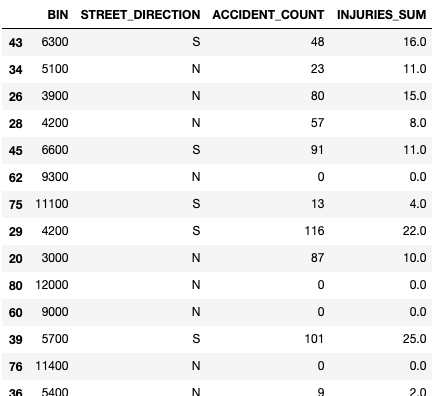 BIN STREET_DIRECTION ACCIDENT_COUNT INJURIES_SUM
43 6300 S 48 16.0
34 5100 N 23 11.0
26 3900 N 80 15.0
28 4200 N 57 8.0
45 6600 S 91 11.0
62 9300 N 0 0.0
75 11100 S 13 4.0
29 4200 S 116 22.0
20 3000 N 87 10.0
80 12000 N 0 0.0
60 9000 N 0 0.0
39 5700 S 101 25.0
76 11400 N 0 0.0
36 5400 N 9 2.0